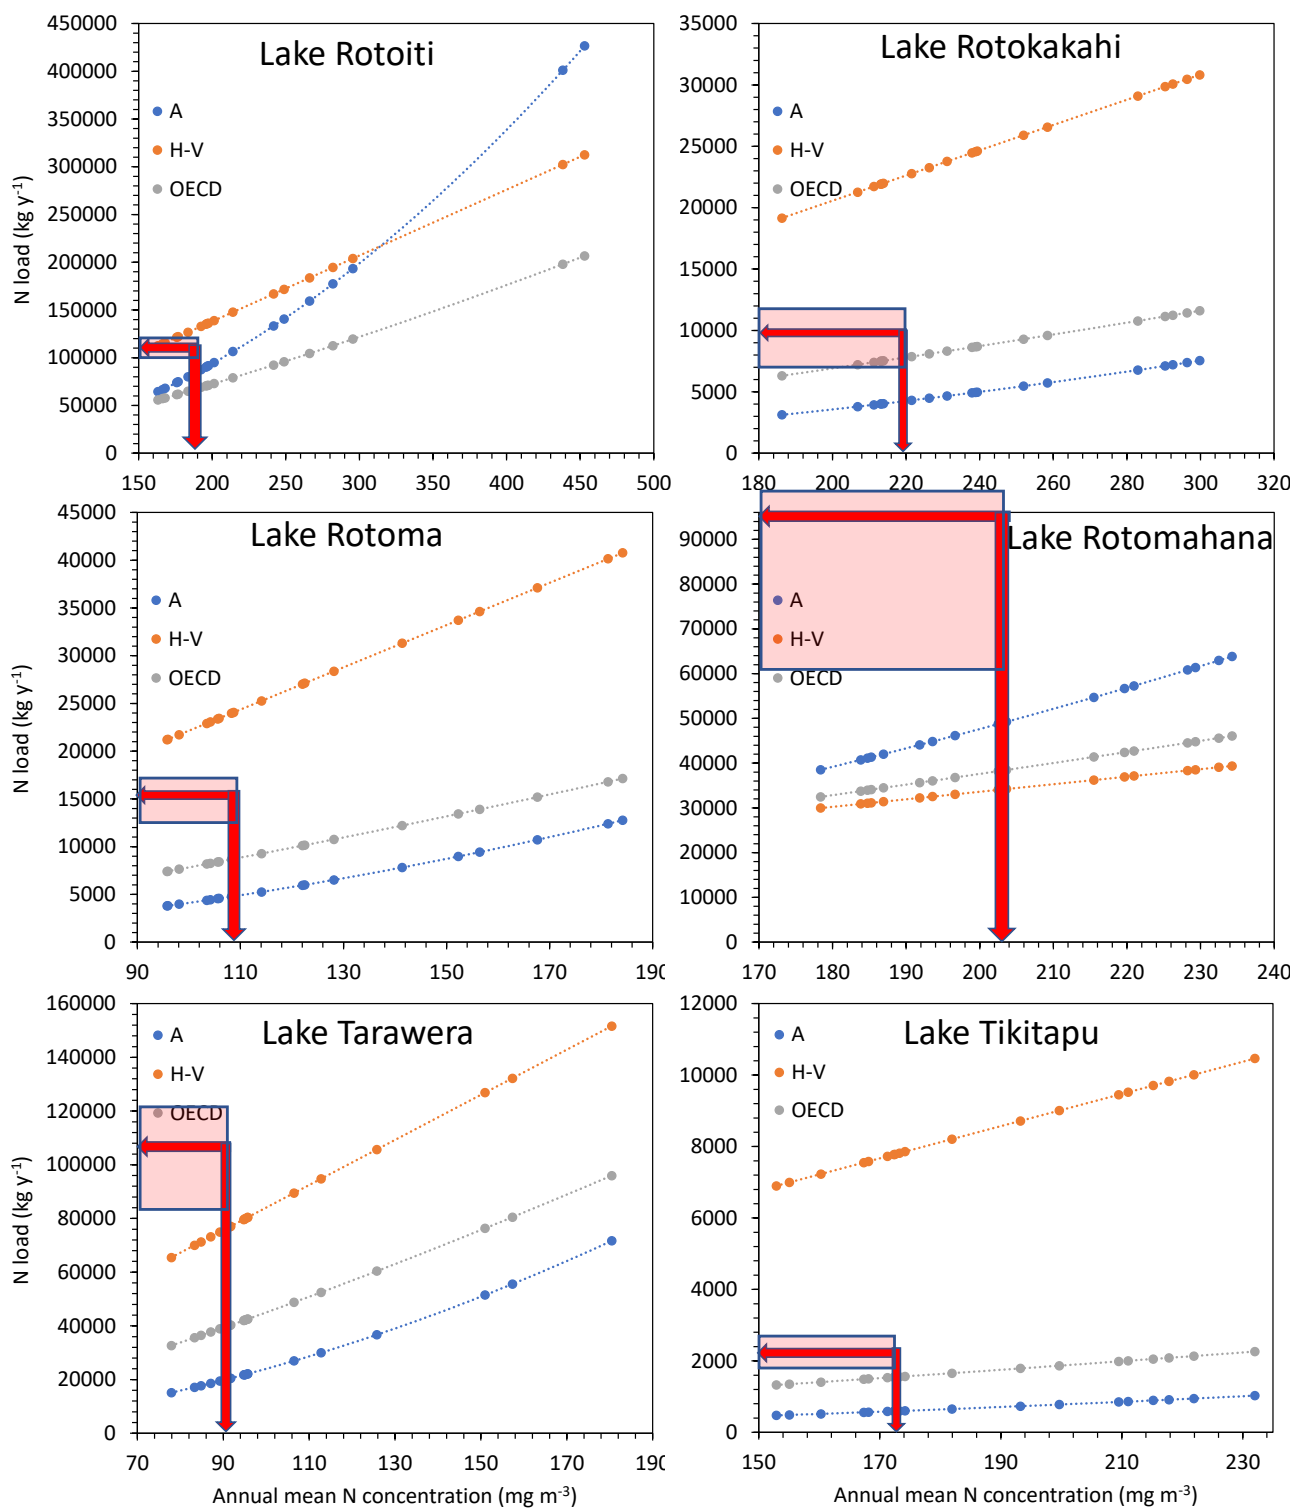 Lake Rotoiti
450000
400000
350000
300000
250000
200000
150000
100000
50000
0
N load (kg y-1)
A
H-V
OECD
150 200 250 300 350 400 450 500
Lake Rotokakahi
35000
30000
25000
20000
15000
10000
5000
0
A
H-V
OECD
180 200 220 240 260 280 300 320
Lake Rotoma
45000
40000
35000
30000
25000
20000
15000
10000
5000
0
N load (kg y-1)
A
H-V
OECD
90 110 130 150 170 190
Lake Rotomahana
90000
80000
70000
60000
50000
40000
30000
20000
10000
0
A
H-V
OECD
170 180 190 200 210 220 230 240
Lake Tarawera
160000
140000
120000
100000
80000
60000
40000
20000
0
N load (kg y-1)
A
H-V
OECD
70 90 110 130 150 170 190
Annual mean N concentration (mg m-3)
Lake Tikitapu
12000
10000
8000
6000
4000
2000
0
A
H-V
OECD
150 170 190 210 230
Annual mean N concentration (mg m-3)